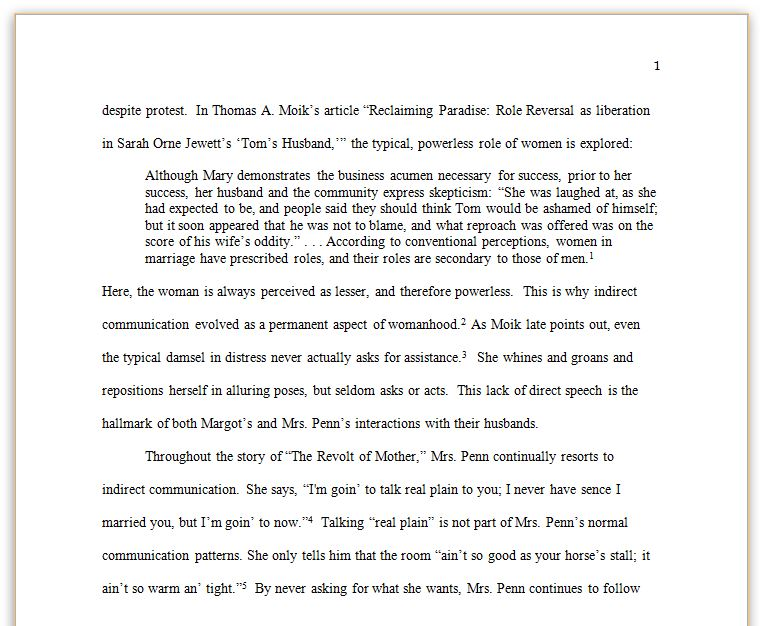 1
despite protest.  In Thomas A. Moik’s article “Reclaiming Paradise: Role Reversal as liberation
in Sarah Orne Jewett’s ‘Tom’s Husband,’” the typical, powerless role of women is explored:
Although Mary demonstrates the business acumen necessary for success, prior to her
success, her husband and the community express skepticism: “She was laughed at, as she
had expected to be, and people said they should think Tom would be ashamed of himself;
but it soon appeared that he was not to blame, and what reproach was offered was on the
score of his wife’s oddity.” . . . According to conventional perceptions, women in
marriage have prescribed roles, and their roles are secondary to those of men.¹
Here, the woman is always perceived as lesser, and therefore powerless.  This is why indirect
communication evolved as a permanent aspect of womanhood.² As Moik late points out, even
the typical damsel in distress never actually asks for assistance.³  She whines and groans and
repositions herself in alluring poses, but seldom asks or acts.  This lack of direct speech is the
hallmark of both Margot’s and Mrs. Penn’s interactions with their husbands.
Throughout the story of “The Revolt of Mother,” Mrs. Penn continually resorts to
indirect communication. She says, “I'm goin’ to talk real plain to you; I never have sence I
married you, but I’m goin’ to now.”⁴  Talking “real plain” is not part of Mrs. Penn’s normal
communication patterns. She only tells him that the room “ain’t so good as your horse’s stall; it
ain’t so warm an’ tight.”⁵  By never asking for what she wants, Mrs. Penn continues to follow